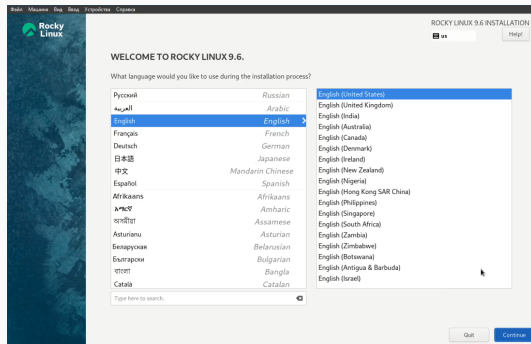 Файл Машина Вид Ввод Устройства Справка
Rocky Linux
ROCKY LINUX 9.6 INSTALLATION
us
Help!
WELCOME TO ROCKY LINUX 9.6.
What language would you like to use during the installation process?
Русский Russian
العربية Arabic
English English
Français French
Deutsch German
日本語 Japanese
中文 Mandarin Chinese
Español Spanish
Afrikaans Afrikaans
አማርኛ Amharic
অসমীয়া Assamese
Asturianu Asturian
Беларуская Belarusian
Български Bulgarian
বাংলা Bangla
Català Catalan
Type here to search.
English (United States)
English (United Kingdom)
English (India)
English (Australia)
English (Canada)
English (Denmark)
English (Ireland)
English (New Zealand)
English (Nigeria)
English (Hong Kong SAR China)
English (Philippines)
English (Singapore)
English (South Africa)
English (Zambia)
English (Zimbabwe)
English (Botswana)
English (Antigua & Barbuda)
English (Israel)
Quit
Continue